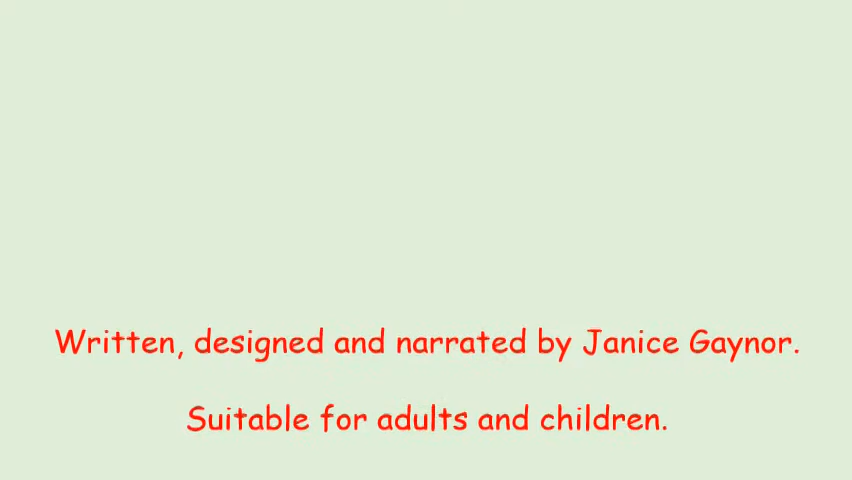 Written, designed and narrated by Janice Gaynor.
Suitable for adults and children.